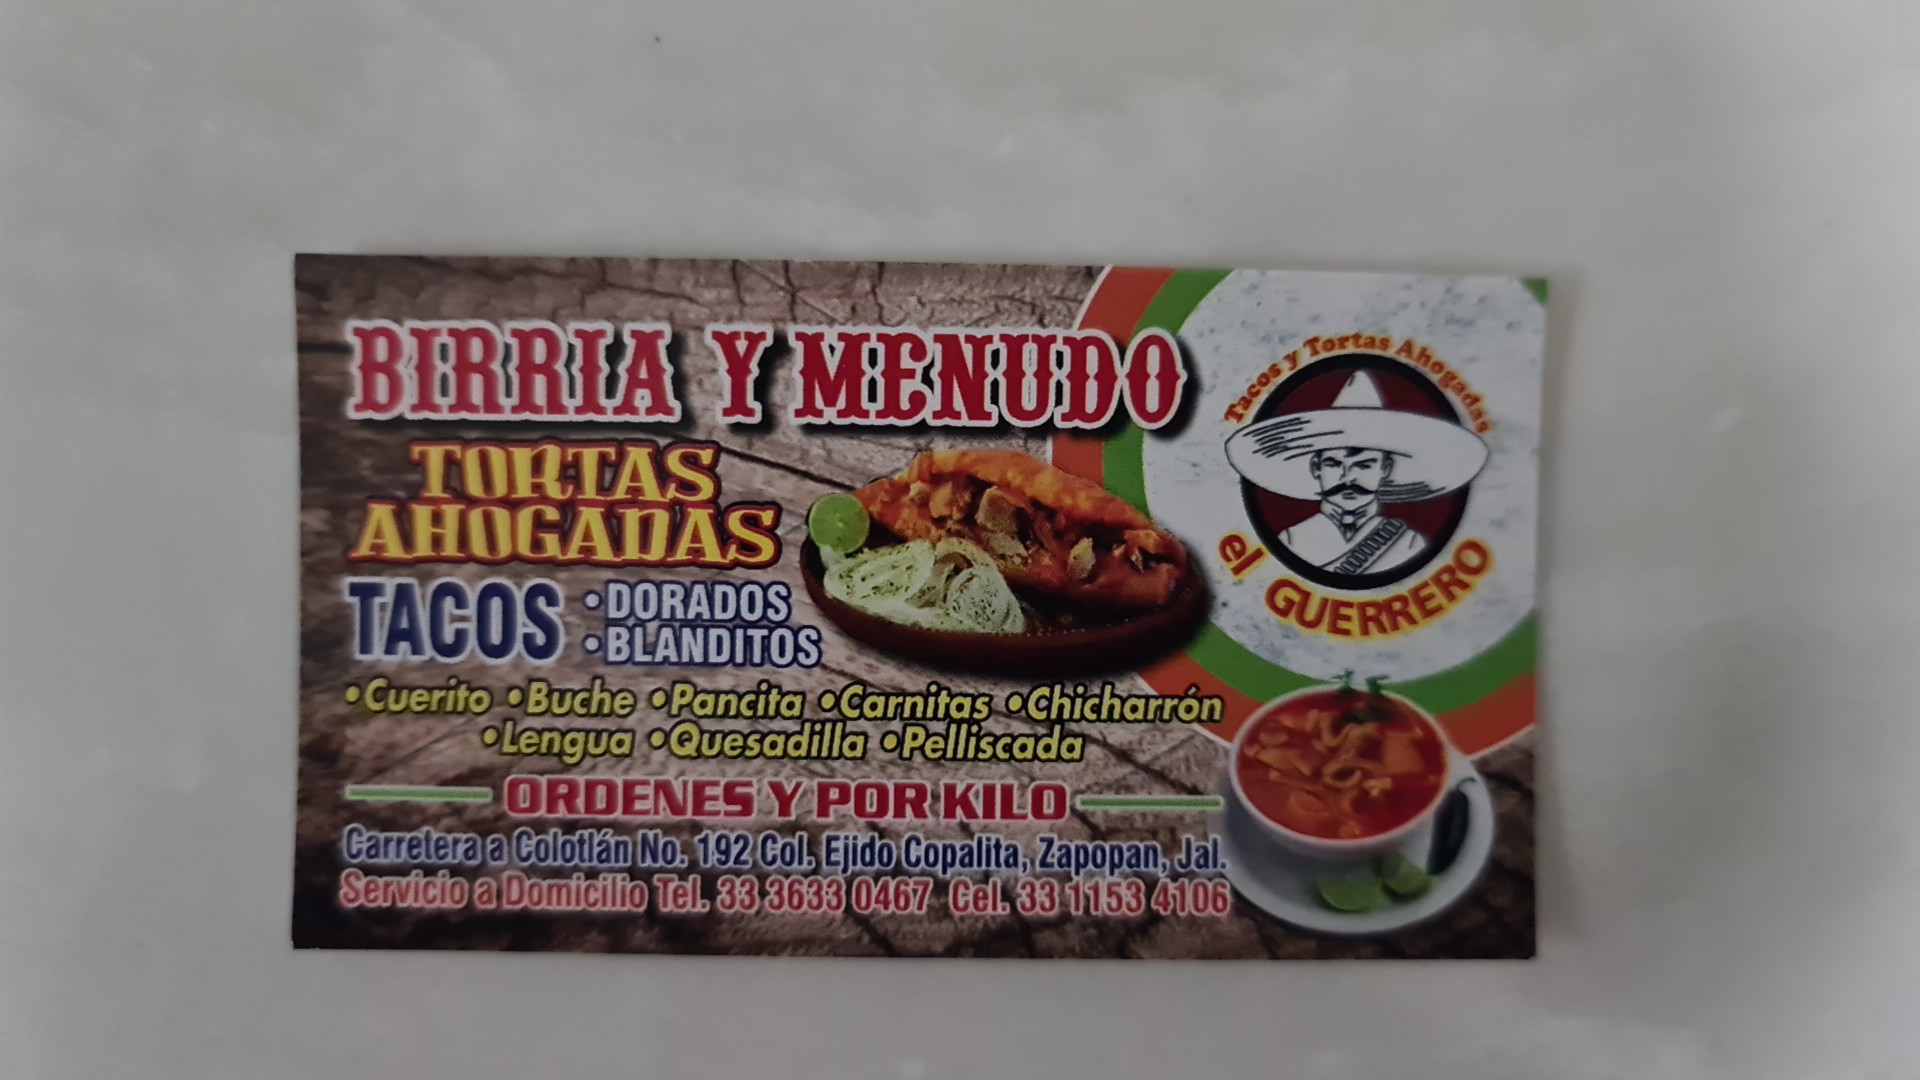 BIRRIA Y MENUDO
TORTAS
AHOGADAS
TACOS
•DORADOS
•BLANDITOS
•Cuerito •Buche •Pancita •Carnitas •Chicharrón
•Lengua •Quesadilla •Pelliscada
ORDENES Y POR KILO
Carretera a Colotlán No. 192 Col. Ejido Copalita, Zapopan, Jal.
Servicio a Domicilio Tel. 33 3633 0467 Cel. 33 1153 4106
Tacos y Tortas Ahogadas
el GUERRERO